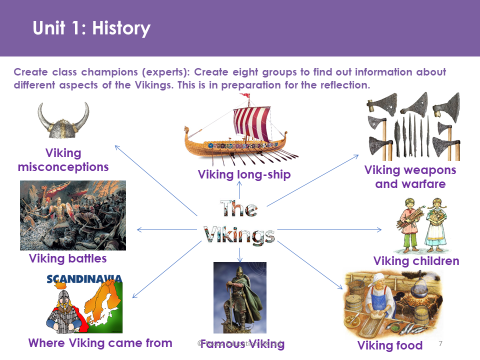 Unit 1: History
Create class champions (experts): Create eight groups to find out information about
different aspects of the Vikings. This is in preparation for the reflection.
Viking
misconceptions
Viking long-ship
Viking weapons
and warfare
The
Vikings
Viking battles
Viking children
SCANDINAVIA
Where Viking came from
Famous Viking
Viking food
7